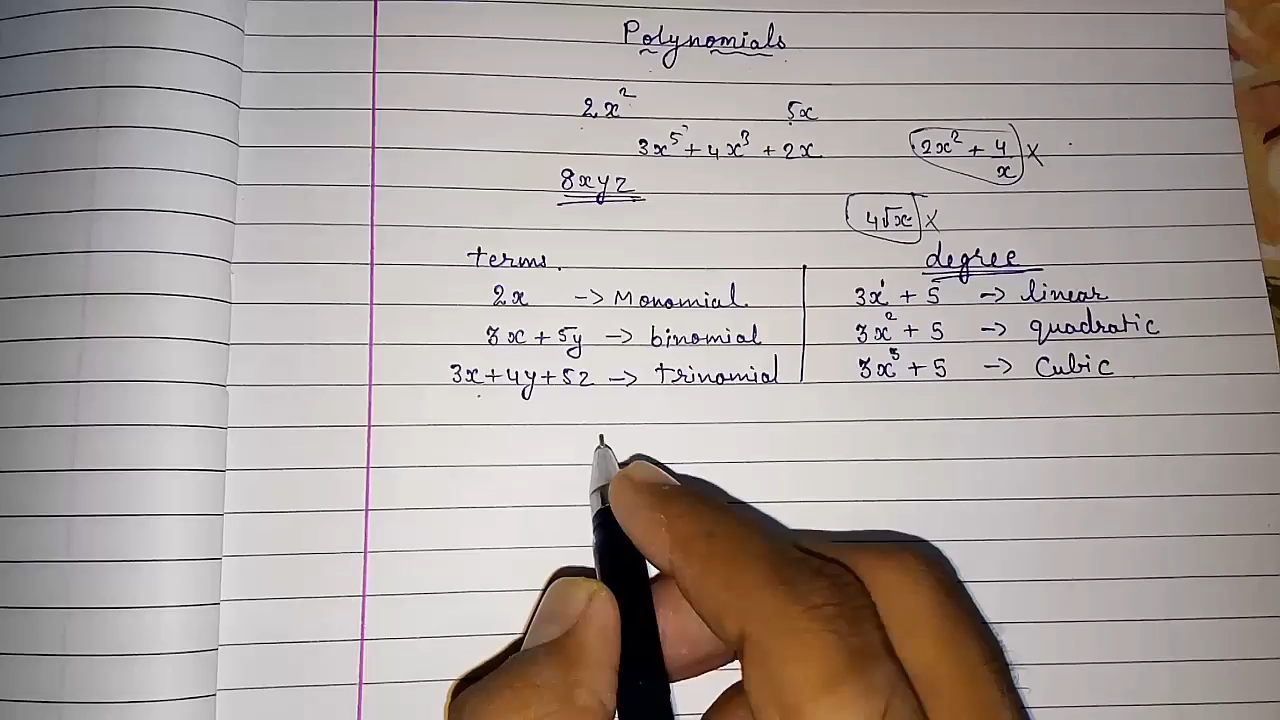 Polynomials
2x² 5x
3x⁵ + 4x³ + 2x 2x² + 4/x X
8xyz
4√x X
terms. degree
2x -> Monomial 3x¹ + 5 -> linear
3x + 5y -> binomial 3x² + 5 -> quadratic
3x+4y+5z -> trinomial 3x³ + 5 -> Cubic